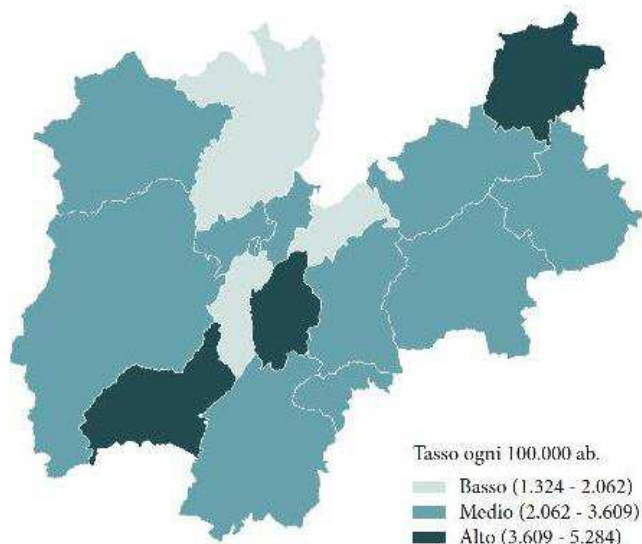 Tasso ogni 100.000 ab.
Basso (1.324 - 2.062)
Medio (2.062 - 3.609)
Alto (3.609 - 5.284)